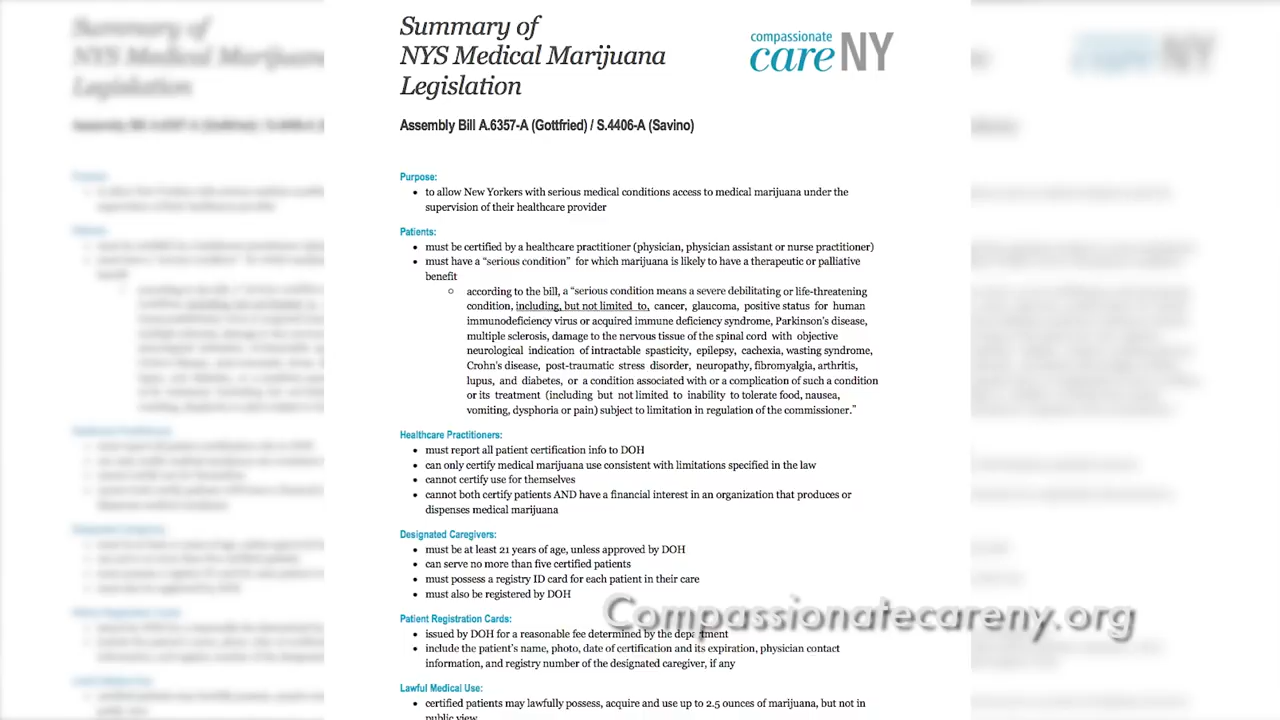 Summary of
NYS Medical Marijuana
Legislation
compassionate
care NY
Assembly Bill A.6357-A (Gottfried) / S.4406-A (Savino)
Purpose:
• to allow New Yorkers with serious medical conditions access to medical marijuana under the
supervision of their healthcare provider
Patients:
• must be certified by a healthcare practitioner (physician, physician assistant or nurse practitioner)
• must have a “serious condition” for which marijuana is likely to have a therapeutic or palliative
benefit
o according to the bill, a “serious condition means a severe debilitating or life-threatening
condition, including, but not limited to, cancer, glaucoma, positive status for human
immunodeficiency virus or acquired immune deficiency syndrome, Parkinson's disease,
multiple sclerosis, damage to the nervous tissue of the spinal cord with objective
neurological indication of intractable spasticity, epilepsy, cachexia, wasting syndrome,
Crohn's disease, post-traumatic stress disorder, neuropathy, fibromyalgia, arthritis,
lupus, and diabetes, or a condition associated with or a complication of such a condition
or its treatment (including but not limited to inability to tolerate food, nausea,
vomiting, dysphoria or pain) subject to limitation in regulation of the commissioner.”
Healthcare Practitioners:
• must report all patient certification info to DOH
• can only certify medical marijuana use consistent with limitations specified in the law
• cannot certify use for themselves
• cannot both certify patients AND have a financial interest in an organization that produces or
dispenses medical marijuana
Designated Caregivers:
• must be at least 21 years of age, unless approved by DOH
• can serve no more than five certified patients
• must possess a registry ID card for each patient in their care
• must also be registered by DOH
Compassionatecareny.org
Patient Registration Cards:
• issued by DOH for a reasonable fee determined by the department
• include the patient's name, photo, date of certification and its expiration, physician contact
information, and registry number of the designated caregiver, if any
Lawful Medical Use:
• certified patients may lawfully possess, acquire and use up to 2.5 ounces of marijuana, but not in
public view